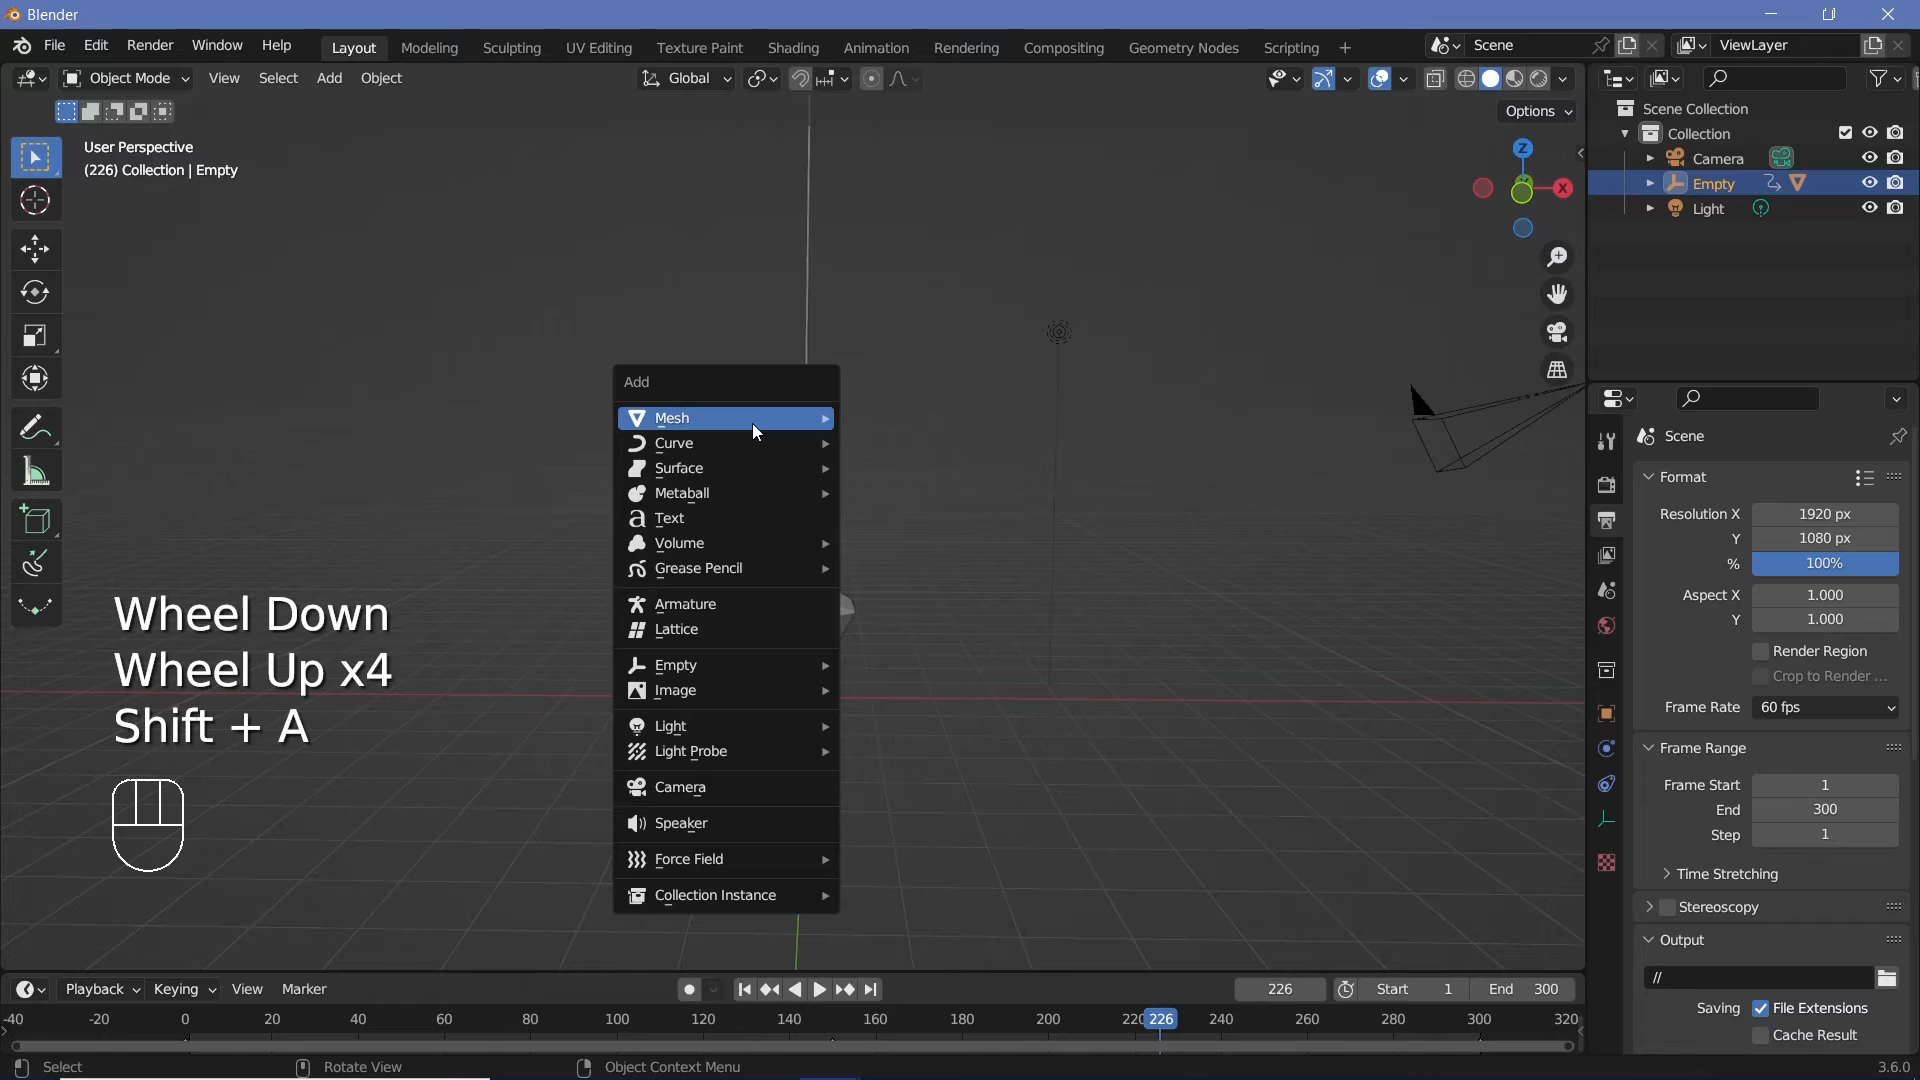 Blender
File Edit Render Window Help Layout Modeling Sculpting UV Editing Texture Paint Shading Animation Rendering Compositing Geometry Nodes Scripting + Scene ViewLayer
Object Mode View Select Add Object Global
Options
User Perspective
(226) Collection | Empty
Z
X
Scene Collection
Collection
Camera
Empty
Light
Add
Mesh
Curve
Surface
Metaball
Text
Volume
Grease Pencil
Armature
Lattice
Empty
Image
Light
Light Probe
Camera
Speaker
Force Field
Collection Instance
Wheel Down
Wheel Up x4
Shift + A
Scene
Format
Resolution X 1920 px
Y 1080 px
% 100%
Aspect X 1.000
Y 1.000
Render Region
Crop to Render ...
Frame Rate 60 fps
Frame Range
Frame Start 1
End 300
Step 1
Time Stretching
Stereoscopy
Output
//
Saving File Extensions
Cache Result
Playback Keying View Marker 226 Start 1 End 300
-40 -20 0 20 40 60 80 100 120 140 160 180 200 220 226 240 260 280 300 320
Select Rotate View Object Context Menu 3.6.0